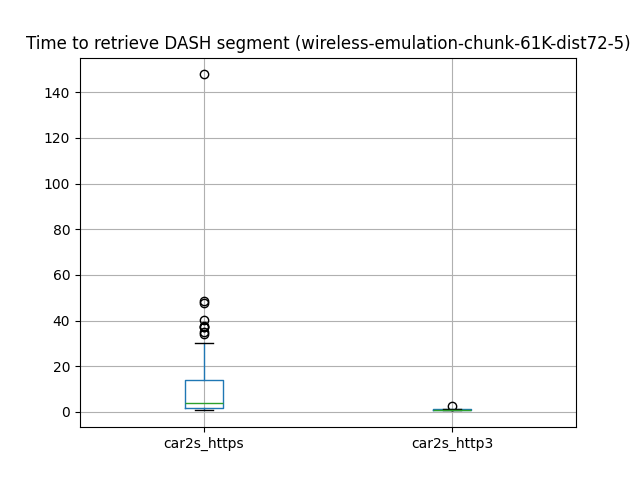 Time to retrieve DASH segment (wireless-emulation-chunk-61K-dist72-5)
140
120
100
80
60
40
20
0
car2s_https
car2s_http3